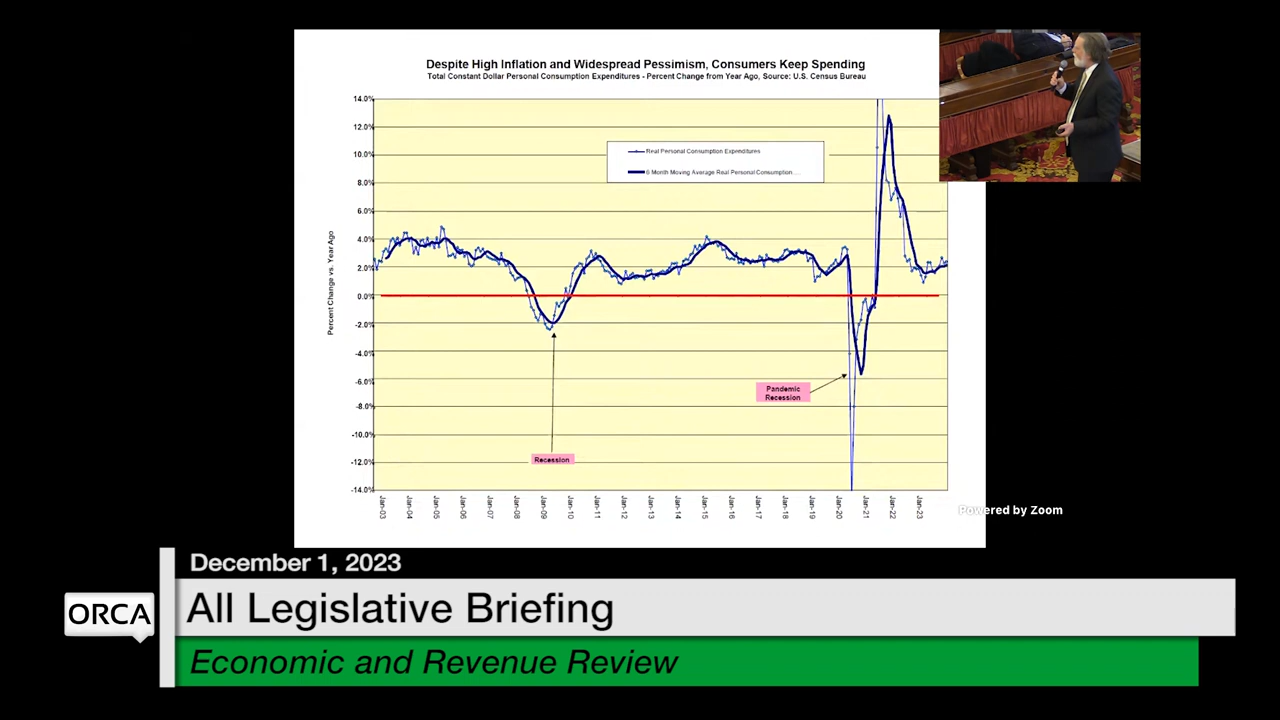 Despite High Inflation and Widespread Pessimism, Consumers Keep Spending
Total Constant Dollar Personal Consumption Expenditures - Percent Change from Year Ago, Source: U.S. Census Bureau
14.0%
12.0%
10.0%
8.0%
6.0%
4.0%
2.0%
0.0%
-2.0%
-4.0%
-6.0%
-8.0%
-10.0%
-12.0%
-14.0%
Percent Change vs. Year Ago
Real Personal Consumption Expenditures
6 Month Moving Average Real Personal Consumption....
Pandemic
Recession
Recession
Jan-03
Jan-04
Jan-05
Jan-06
Jan-07
Jan-08
Jan-09
Jan-10
Jan-11
Jan-12
Jan-13
Jan-14
Jan-15
Jan-16
Jan-17
Jan-18
Jan-19
Jan-20
Jan-21
Jan-22
Jan-23
Powered by Zoom
December 1, 2023
ORCA
All Legislative Briefing
Economic and Revenue Review